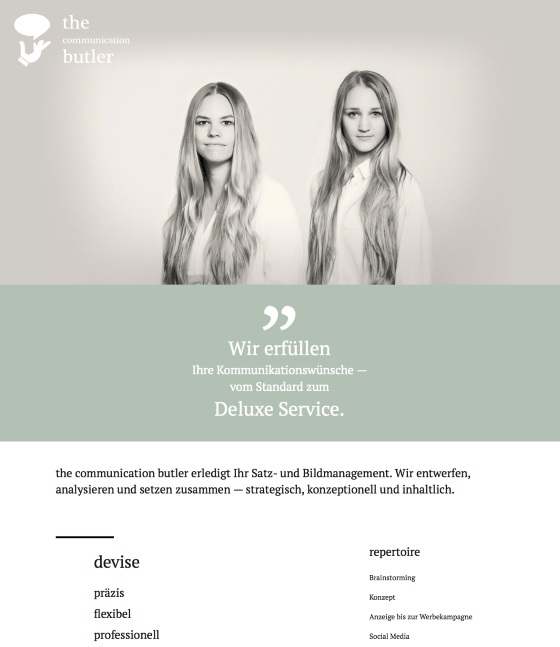 the
communication
butler
”
Wir erfüllen
Ihre Kommunikationswünsche —
vom Standard zum
Deluxe Service.
the communication butler erledigt Ihr Satz- und Bildmanagement. Wir entwerfen,
analysieren und setzen zusammen — strategisch, konzeptionell und inhaltlich.
devise
präzis
flexibel
professionell
repertoire
Brainstorming
Konzept
Anzeige bis zur Werbekampagne
Social Media